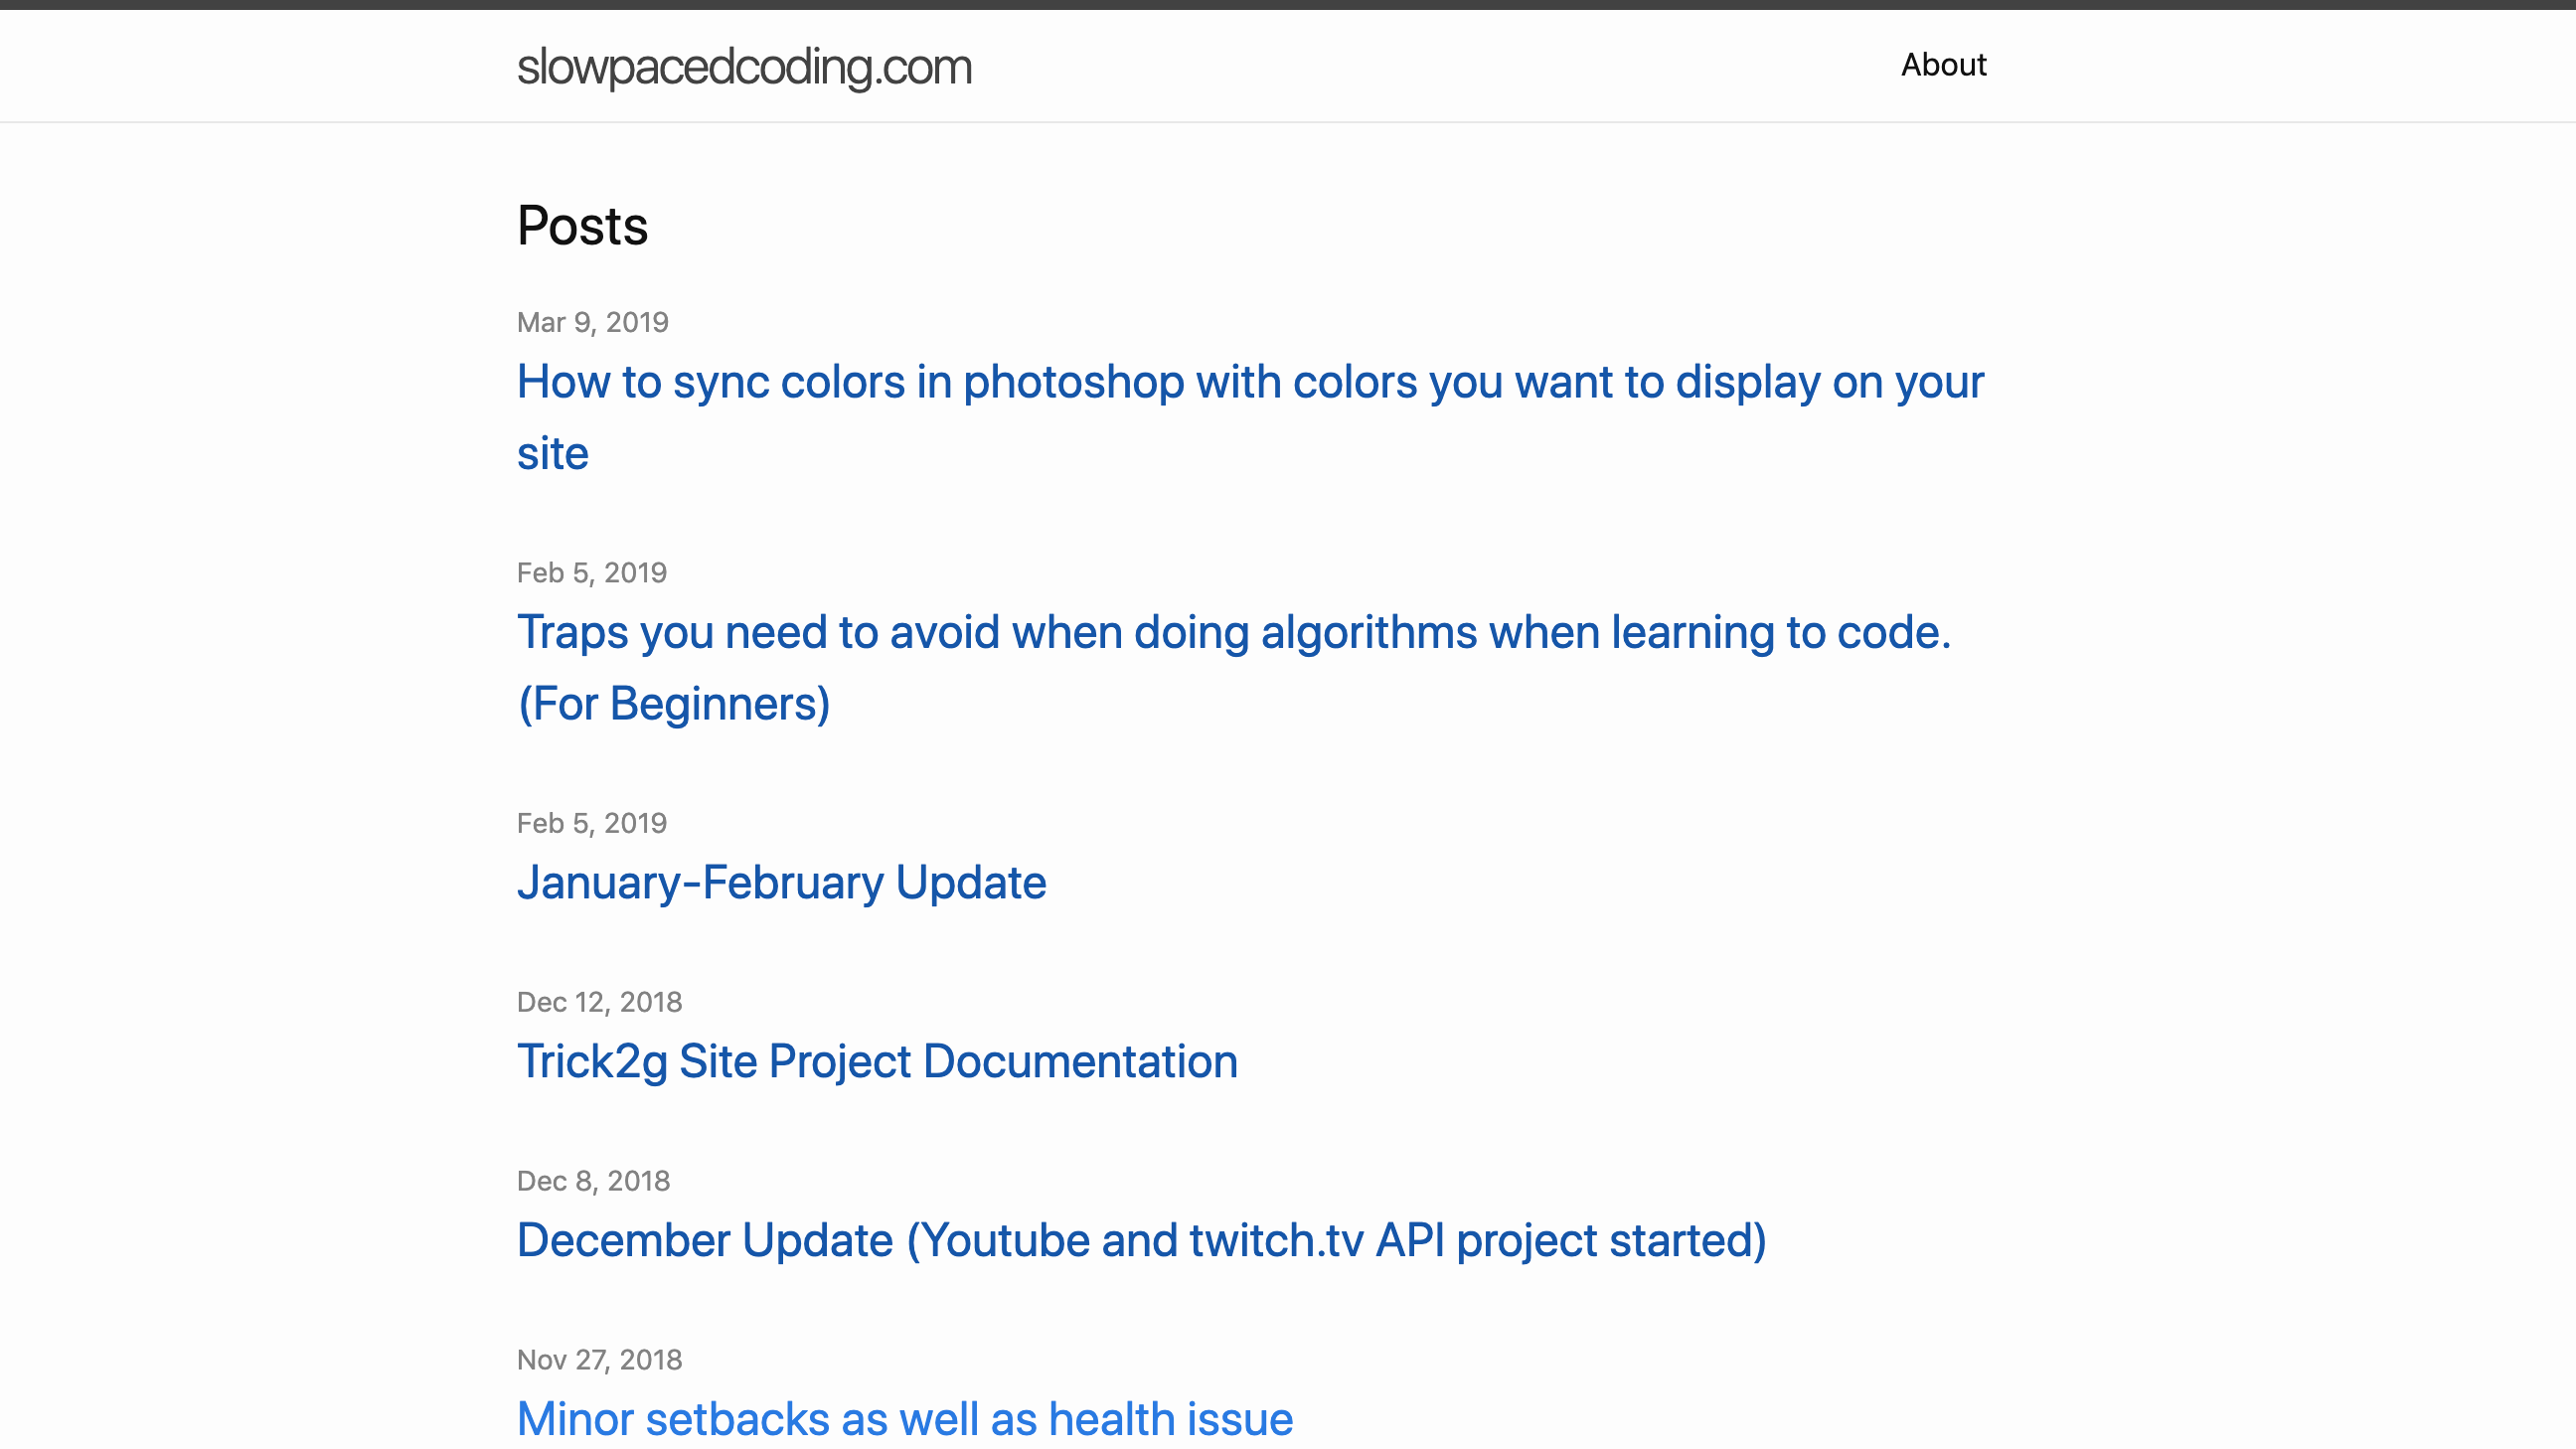 slowpacedcoding.com
About
Posts
Mar 9, 2019
How to sync colors in photoshop with colors you want to display on your
site
Feb 5, 2019
Traps you need to avoid when doing algorithms when learning to code.
(For Beginners)
Feb 5, 2019
January-February Update
Dec 12, 2018
Trick2g Site Project Documentation
Dec 8, 2018
December Update (Youtube and twitch.tv API project started)
Nov 27, 2018
Minor setbacks as well as health issue